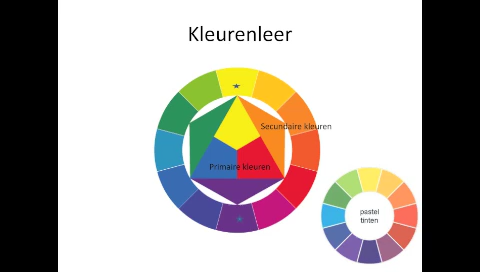 Kleurenleer
Secundaire kleuren
Primaire kleuren
pastel
tinten